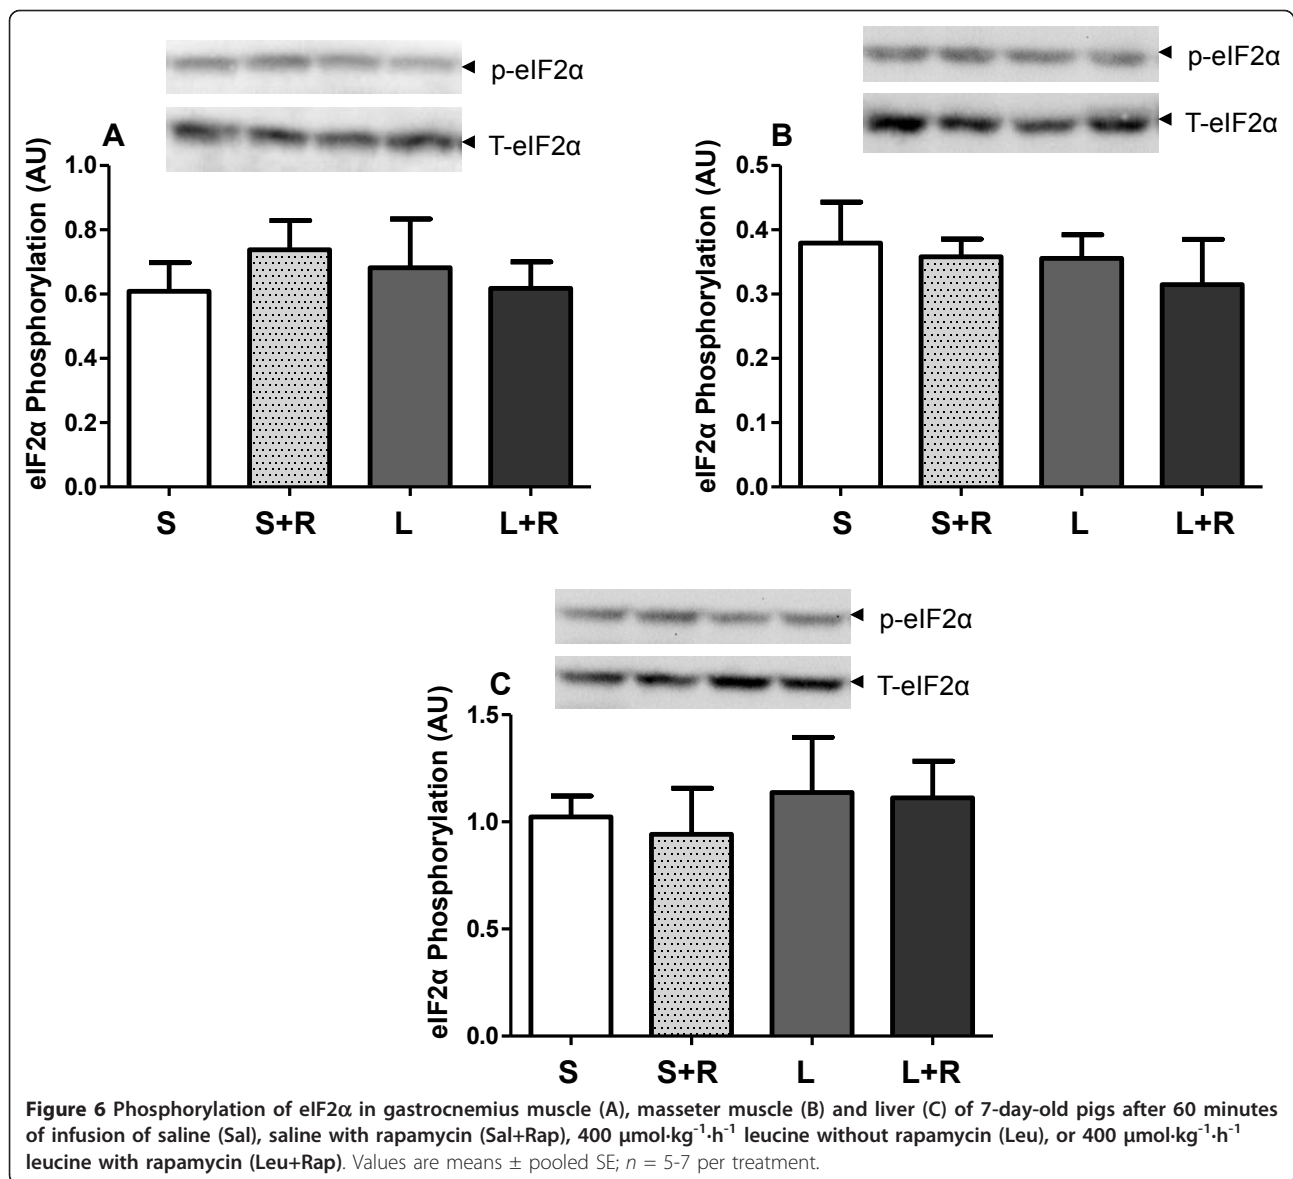 p-eIF2α
T-eIF2α
A
eIF2α Phosphorylation (AU)
1.0
0.8
0.6
0.4
0.2
0.0
S S+R L L+R
p-eIF2α
T-eIF2α
B
eIF2α Phosphorylation (AU)
0.5
0.4
0.3
0.2
0.1
0.0
S S+R L L+R
p-eIF2α
T-eIF2α
C
eIF2α Phosphorylation (AU)
1.5
1.0
0.5
0.0
S S+R L L+R
Figure 6 Phosphorylation of eIF2α in gastrocnemius muscle (A), masseter muscle (B) and liver (C) of 7-day-old pigs after 60 minutes
of infusion of saline (Sal), saline with rapamycin (Sal+Rap), 400 μmol·kg⁻¹·h⁻¹ leucine without rapamycin (Leu), or 400 μmol·kg⁻¹·h⁻¹
leucine with rapamycin (Leu+Rap). Values are means ± pooled SE; n = 5-7 per treatment.